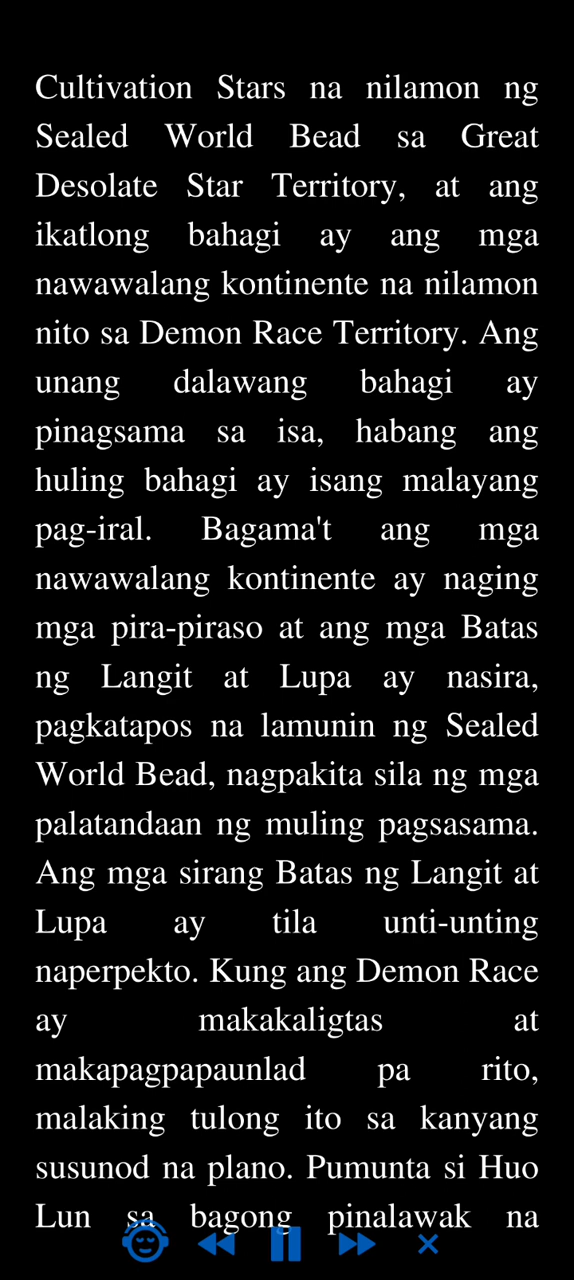 Cultivation Stars na nilamon ng
Sealed World Bead sa Great
Desolate Star Territory, at ang
ikatlong bahagi ay ang mga
nawawalang kontinente na nilamon
nito sa Demon Race Territory. Ang
unang dalawang bahagi ay
pinagsama sa isa, habang ang
huling bahagi ay isang malayang
pag-iral. Bagama't ang mga
nawawalang kontinente ay naging
mga pira-piraso at ang mga Batas
ng Langit at Lupa ay nasira,
pagkatapos na lamunin ng Sealed
World Bead, nagpakita sila ng mga
palatandaan ng muling pagsasama.
Ang mga sirang Batas ng Langit at
Lupa ay tila unti-unting
naperpekto. Kung ang Demon Race
ay makakaligtas at
makapagpapaunlad pa rito,
malaking tulong ito sa kanyang
susunod na plano. Pumunta si Huo
Lun sa bagong pinalawak na